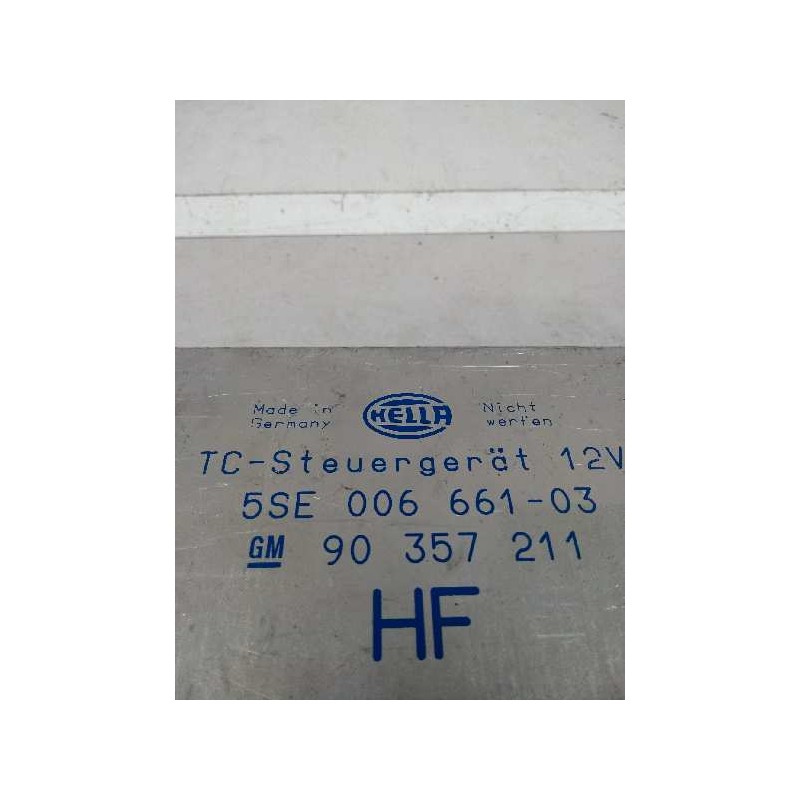 Made in Germany
HELLA
Nicht werfen
TC-Steuergerät 12V
5SE 006 661-03
GM 90 357 211
HF